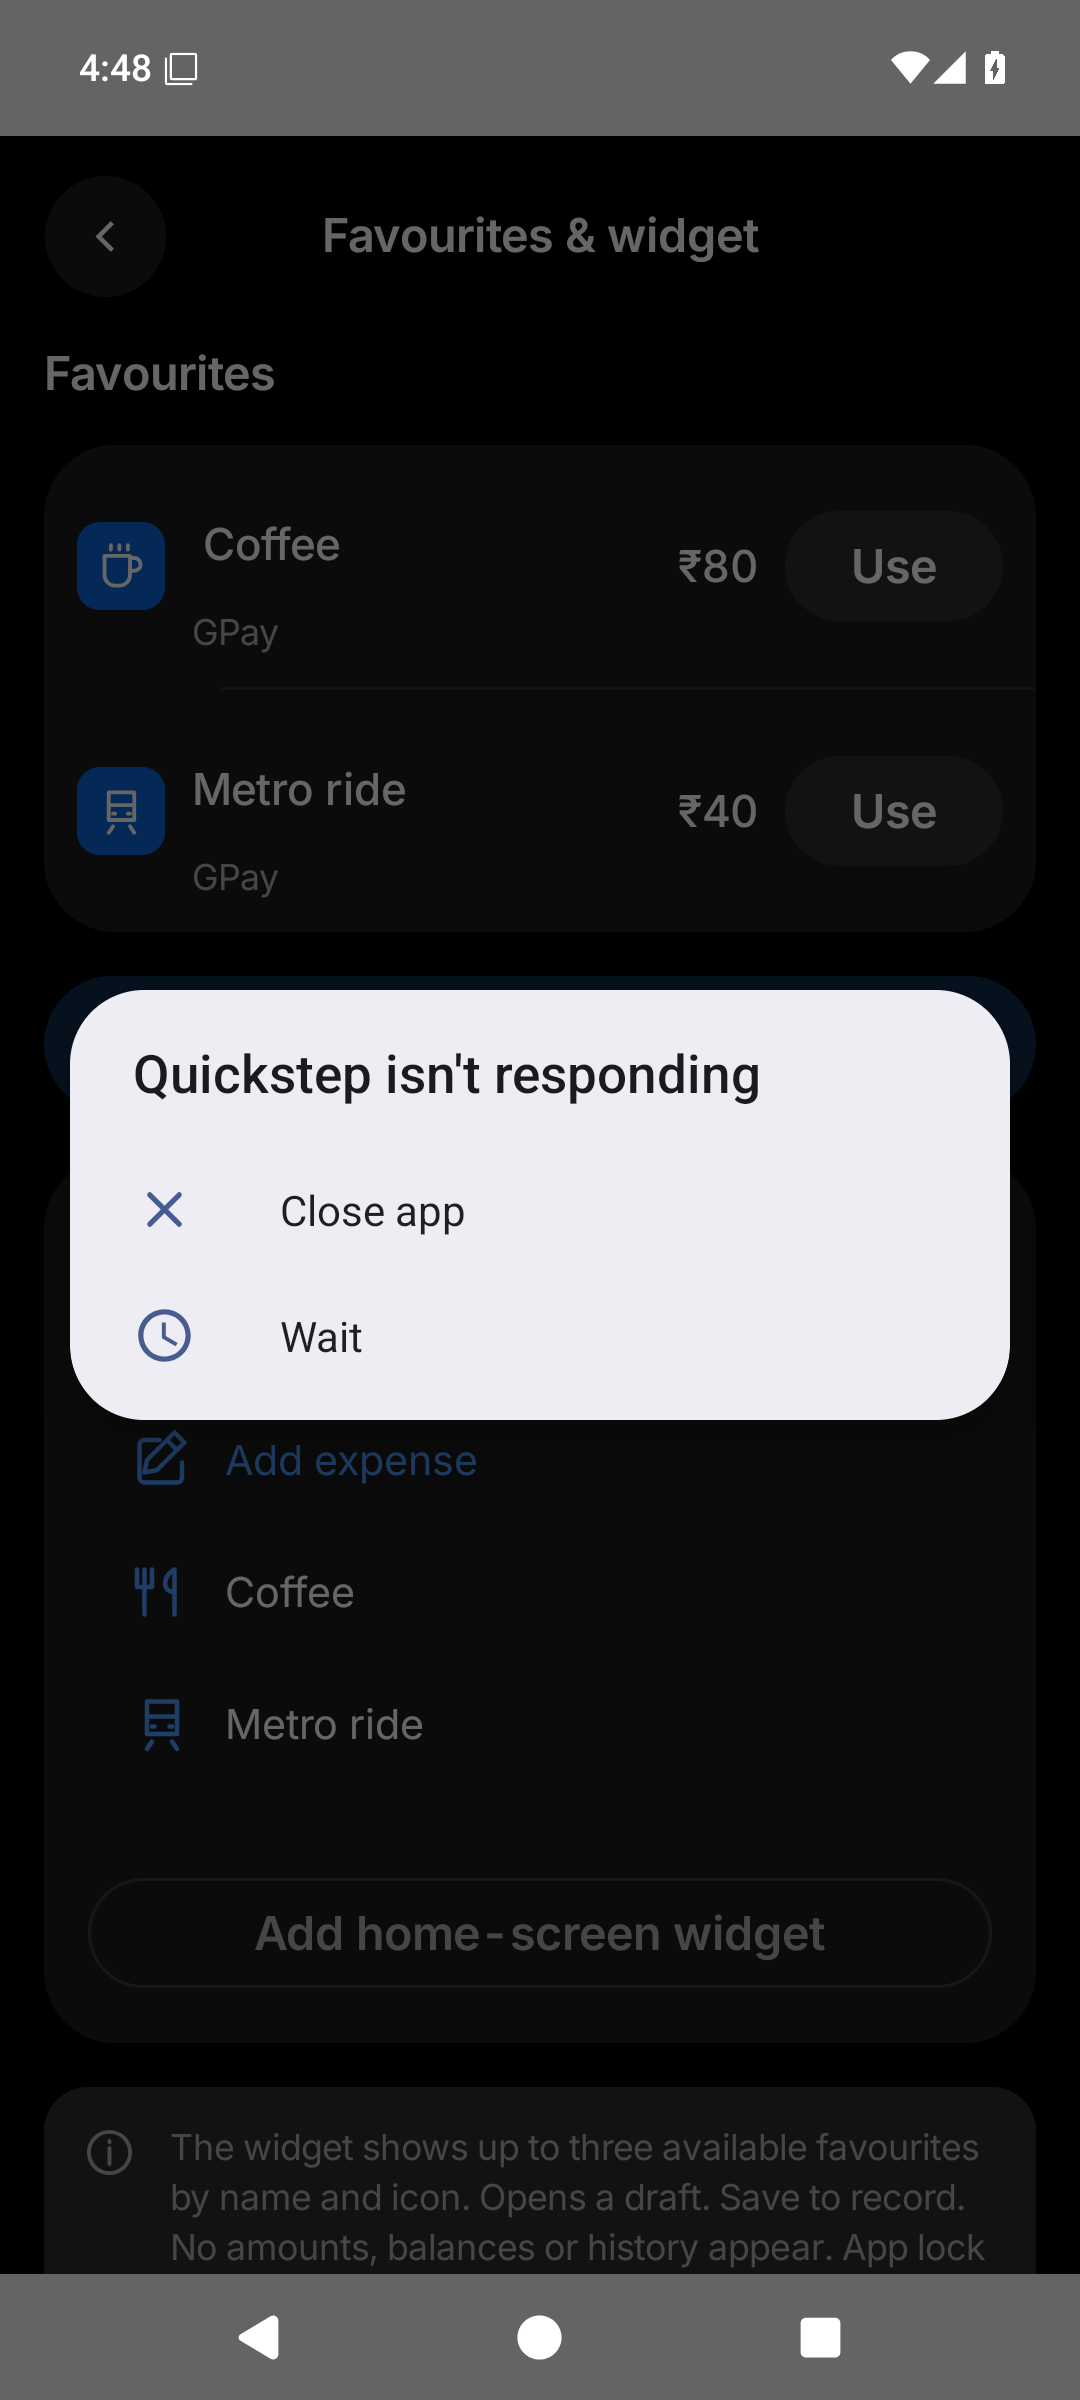 4:48
Favourites & widget
Favourites
Coffee
₹80
Use
GPay
Metro ride
₹40
Use
GPay
Quickstep isn't responding
Close app
Wait
Add expense
Coffee
Metro ride
Add home-screen widget
The widget shows up to three available favourites
by name and icon. Opens a draft. Save to record.
No amounts, balances or history appear. App lock